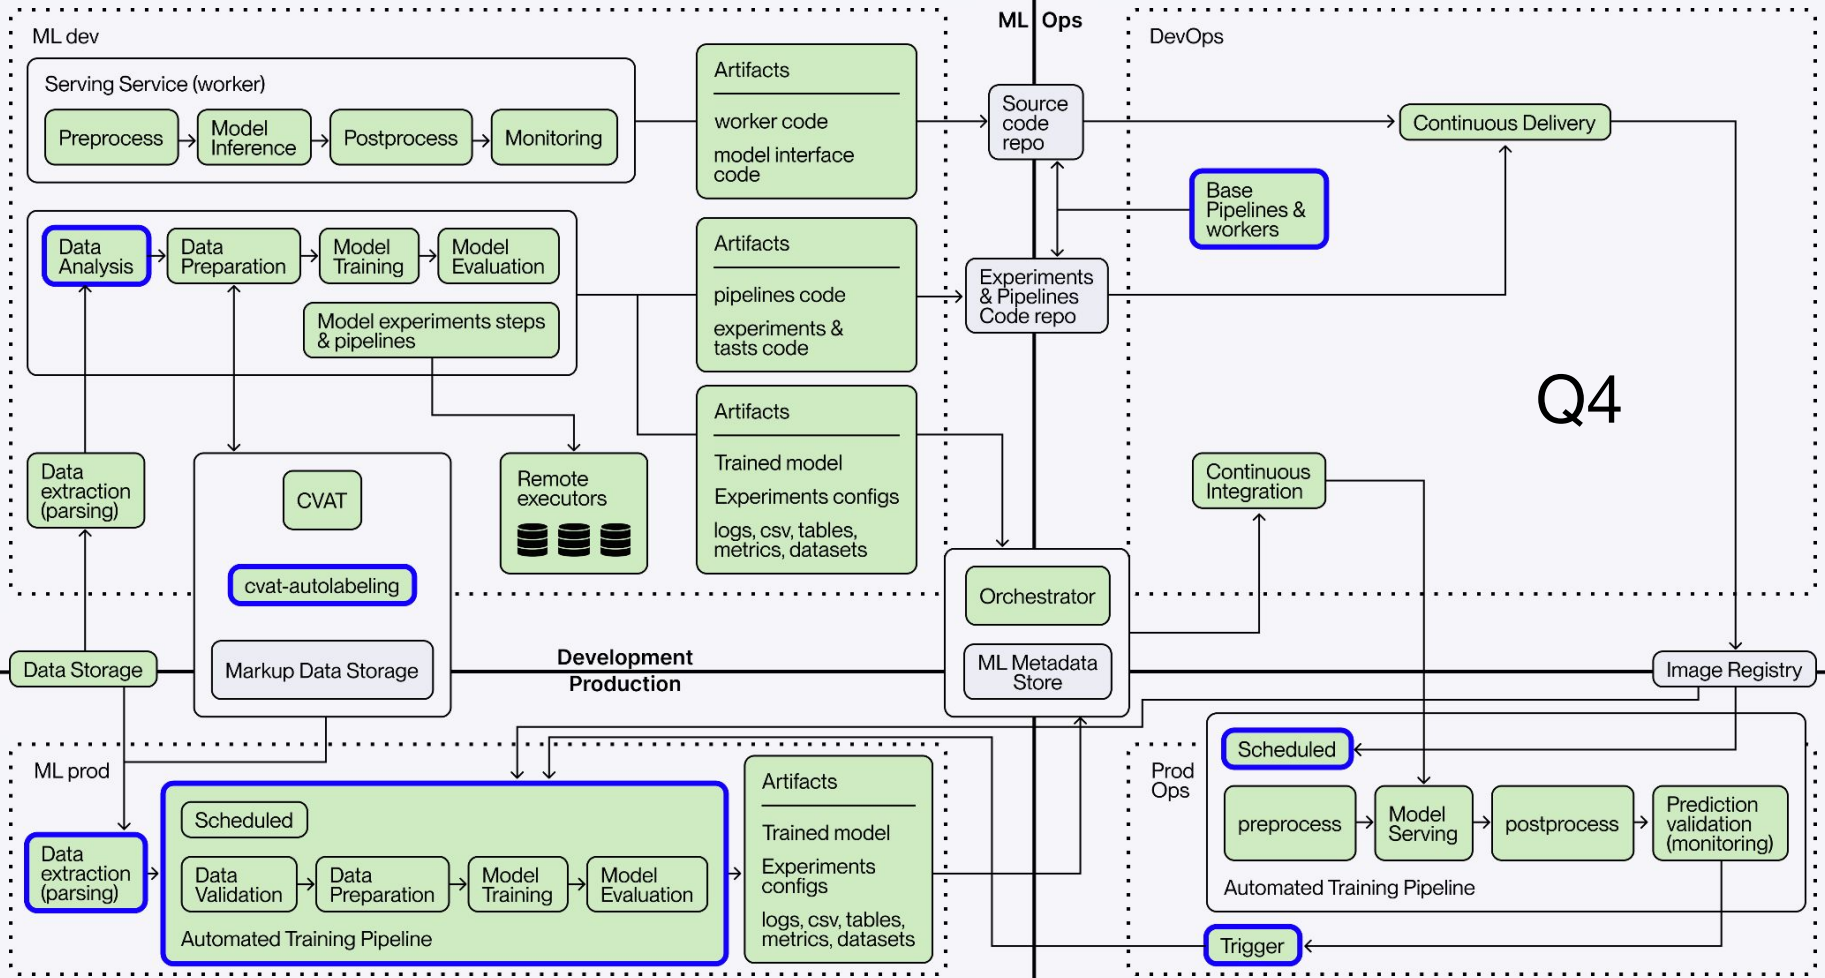 ML Ops
ML dev
DevOps
Serving Service (worker)
Preprocess
Model
Inference
Postprocess
Monitoring
Artifacts
worker code
model interface
code
Source
code
repo
Continuous Delivery
Base
Pipelines &
workers
Data
Analysis
Data
Preparation
Model
Training
Model
Evaluation
Model experiments steps
& pipelines
Artifacts
pipelines code
experiments &
tasts code
Experiments
& Pipelines
Code repo
Q4
Artifacts
Trained model
Experiments configs
logs, csv, tables,
metrics, datasets
Data
extraction
(parsing)
CVAT
cvat-autolabeling
Markup Data Storage
Remote
executors
Continuous
Integration
Orchestrator
ML Metadata
Store
Data Storage
Development
Production
Image Registry
ML prod
Data
extraction
(parsing)
Scheduled
Data
Validation
Data
Preparation
Model
Training
Model
Evaluation
Automated Training Pipeline
Artifacts
Trained model
Experiments
configs
logs, csv, tables,
metrics, datasets
Prod
Ops
Scheduled
preprocess
Model
Serving
postprocess
Prediction
validation
(monitoring)
Automated Training Pipeline
Trigger